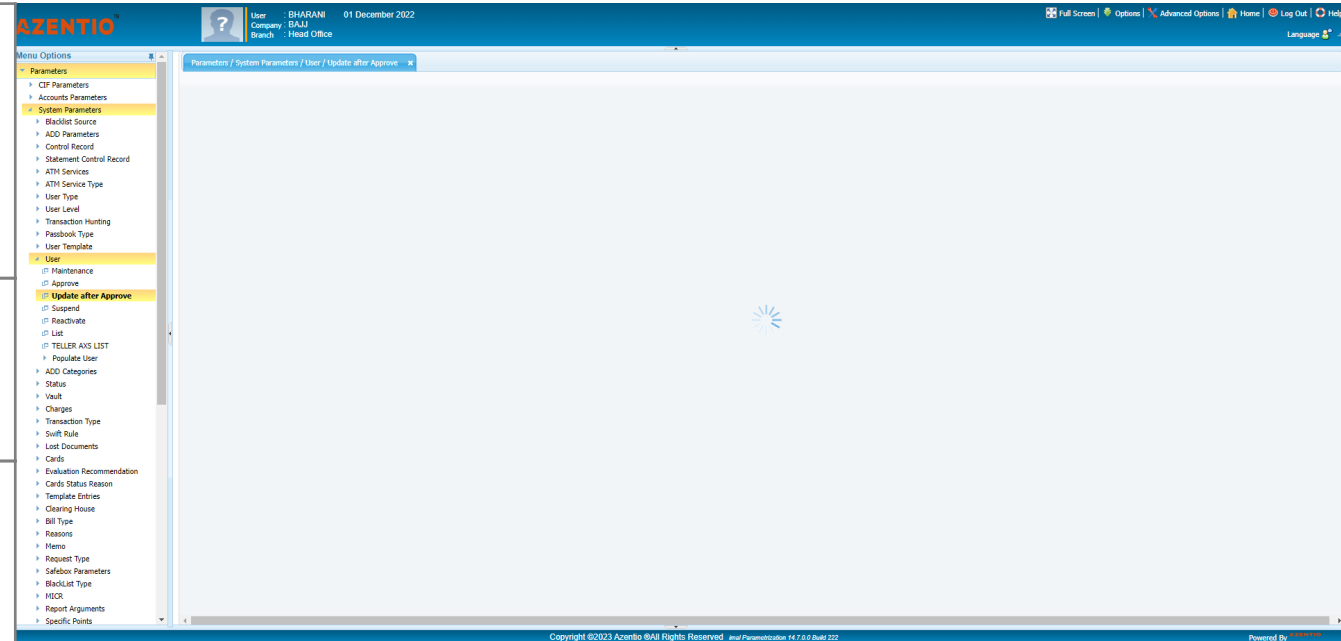 AZENTIO
User : BHARANI 01 December 2022
Company : BAJJ
Branch : Head Office
Full Screen | Options | Advanced Options | Home | Log Out | Help
Language
Menu Options
Parameters / System Parameters / User / Update after Approve x
Parameters
CIF Parameters
Accounts Parameters
System Parameters
Blacklist Source
ADD Parameters
Control Record
Statement Control Record
ATM Services
ATM Service Type
User Type
User Level
Transaction Hunting
Passbook Type
User Template
User
Maintenance
Approve
Update after Approve
Suspend
Reactivate
List
TELLER AXS LIST
Populate User
ADD Categories
Status
Vault
Charges
Transaction Type
Swift Rule
Lost Documents
Cards
Evaluation Recommendation
Cards Status Reason
Template Entries
Clearing House
Bill Type
Reasons
Memo
Request Type
Safebox Parameters
BlackList Type
MICR
Report Arguments
Specific Points
Copyright ©2023 Azentio ®All Rights Reserved imal Parametrization 14.7.0.0 Build 222
Powered By AZENTIO